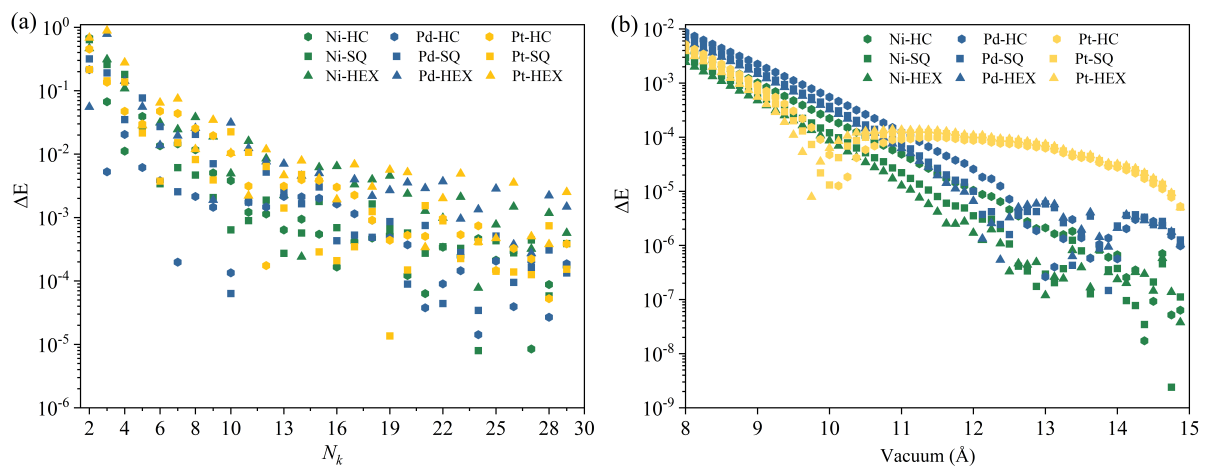 (a)
10^0
10^-1
10^-2
10^-3
10^-4
10^-5
10^-6
ΔE
Ni-HC Pd-HC Pt-HC
Ni-SQ Pd-SQ Pt-SQ
Ni-HEX Pd-HEX Pt-HEX
2 4 6 8 10 13 14 16 17 19 22 23 25 28 29
N_k
(b)
10^-2
10^-3
10^-4
10^-5
10^-6
10^-7
10^-8
10^-9
ΔE
Ni-HC Pd-HC Pt-HC
Ni-SQ Pd-SQ Pt-SQ
Ni-HEX Pd-HEX Pt-HEX
8 9 10 11 12 13 14 15
Vacuum (Å)